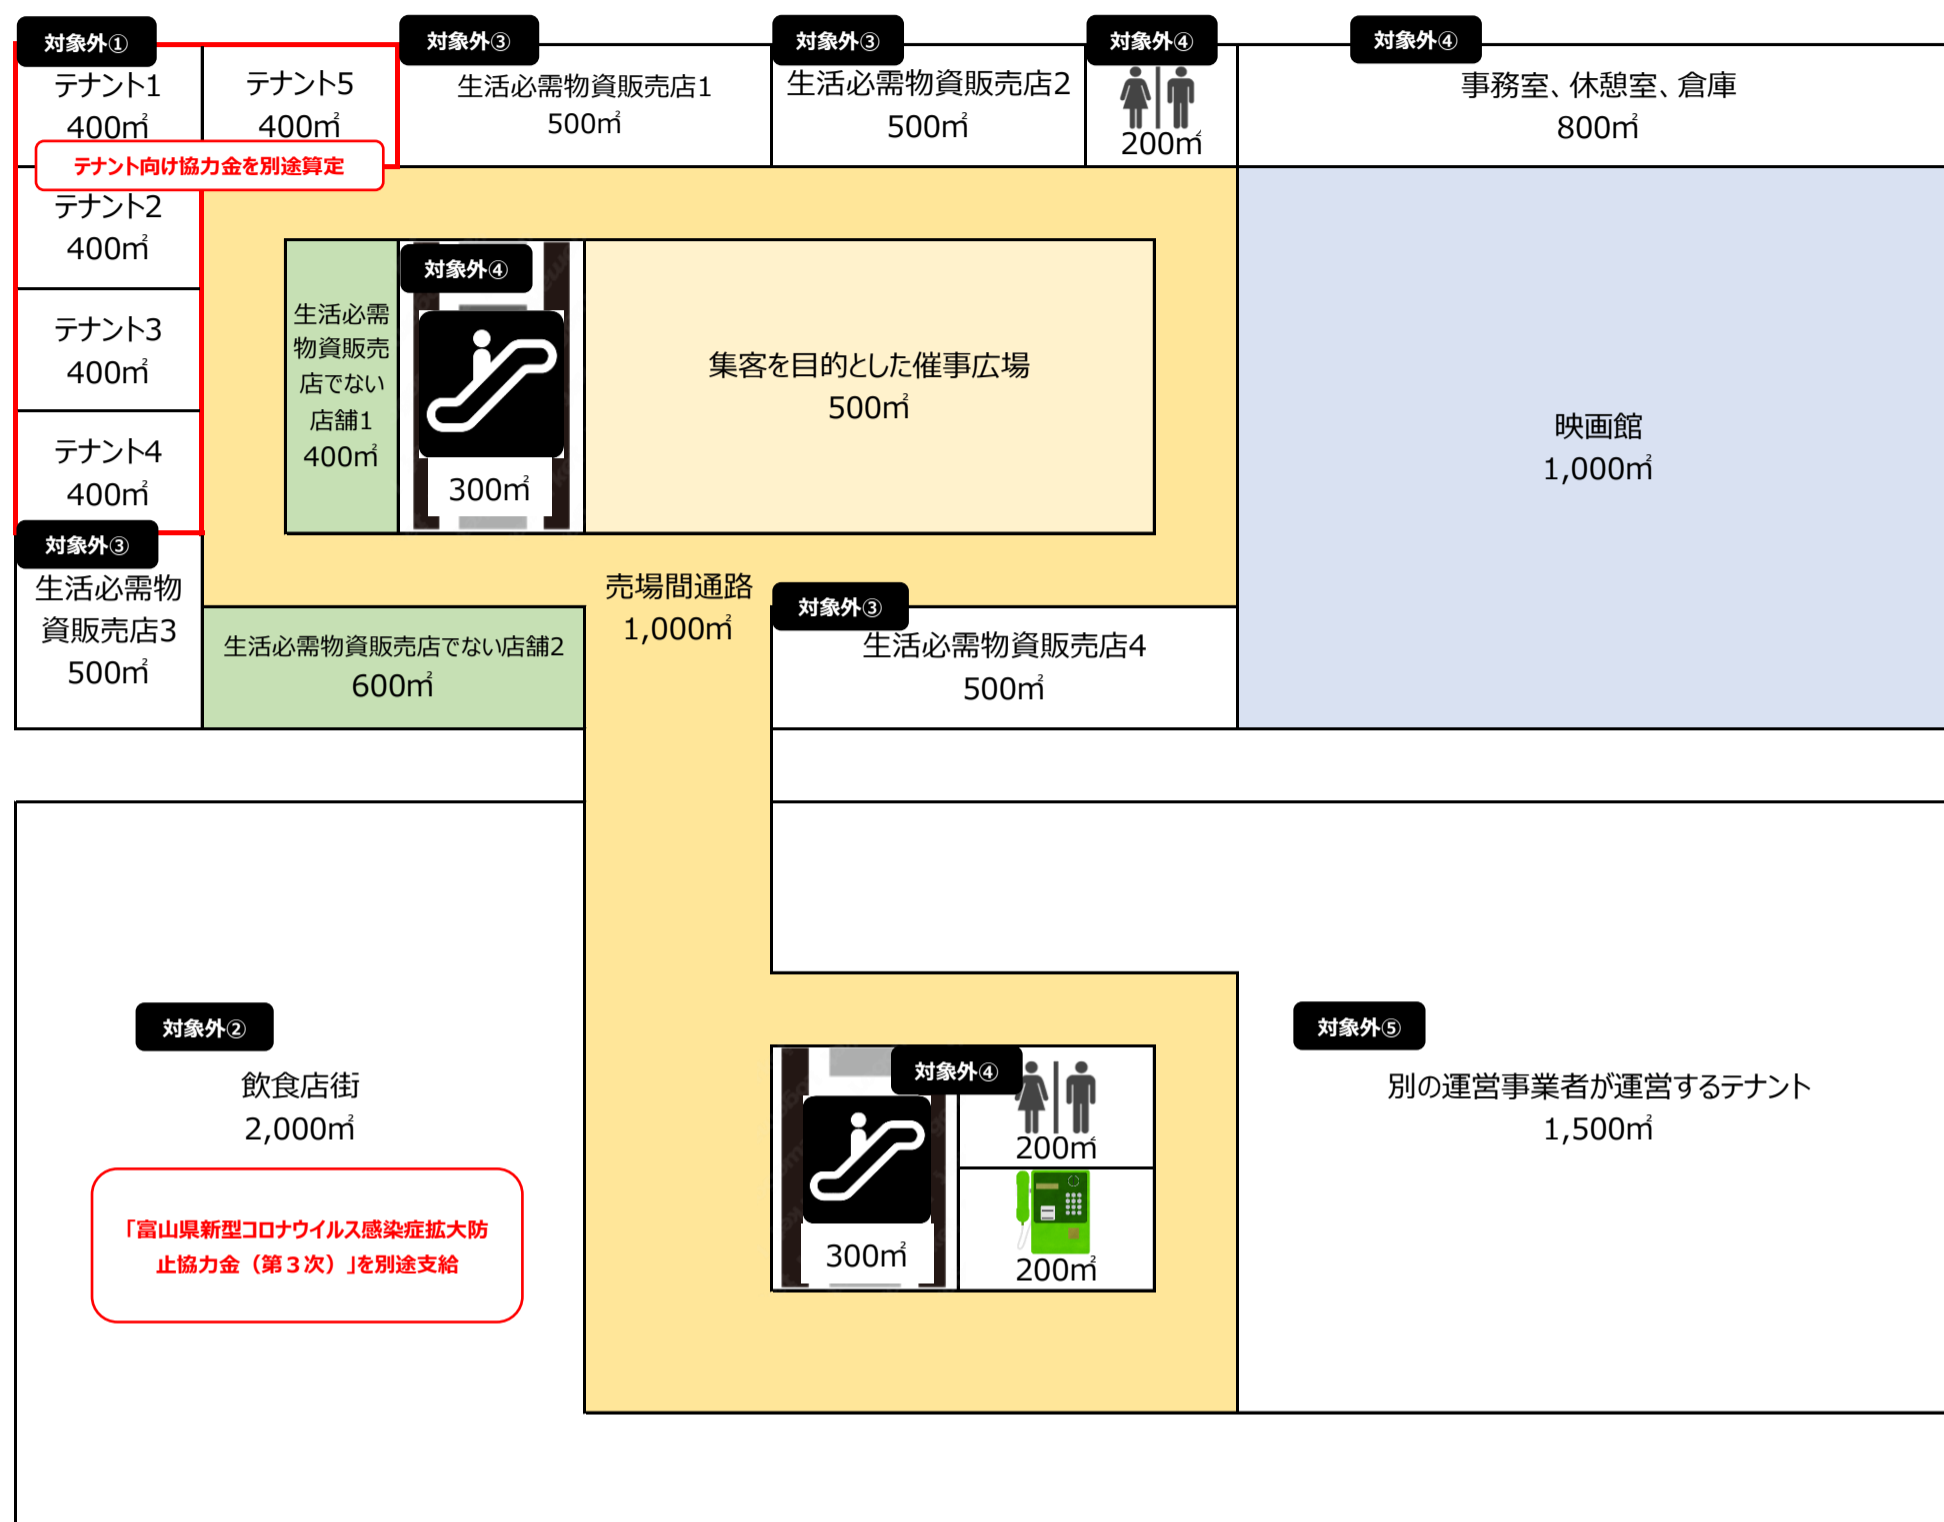 対象外①
テナント1
400㎡
テナント5
400㎡
対象外③
生活必需物資販売店1
500㎡
対象外③
生活必需物資販売店2
500㎡
対象外④
200㎡
対象外④
事務室、休憩室、倉庫
800㎡
テナント向け協力金を別途算定
テナント2
400㎡
テナント3
400㎡
テナント4
400㎡
生活必需
物資販売
店でない
店舗1
400㎡
対象外④
300㎡
集客を目的とした催事広場
500㎡
映画館
1,000㎡
対象外③
生活必需物
資販売店3
500㎡
生活必需物資販売店でない店舗2
600㎡
売場間通路
1,000㎡
対象外③
生活必需物資販売店4
500㎡
対象外②
飲食店街
2,000㎡
「富山県新型コロナウイルス感染症拡大防
止協力金（第３次）」を別途支給
対象外④
300㎡
200㎡
200㎡
対象外⑤
別の運営事業者が運営するテナント
1,500㎡